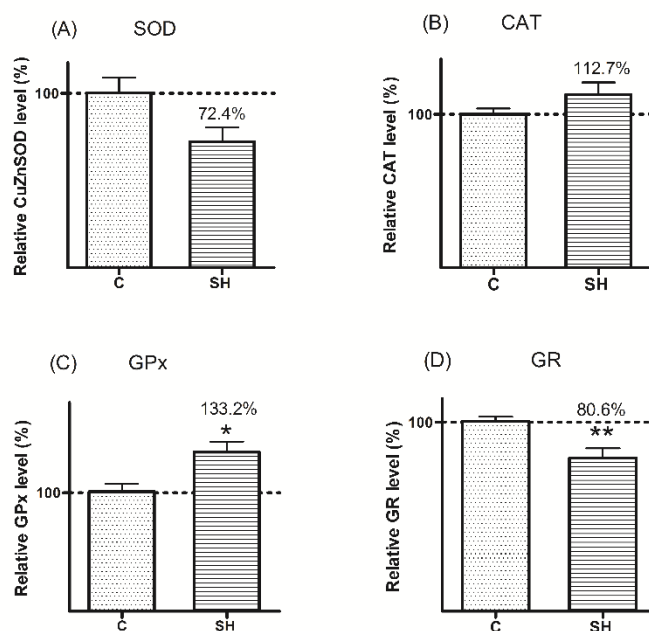 (A) SOD
Relative CuZnSOD level (%)
100
72.4%
C SH
(B) CAT
Relative CAT level (%)
100
112.7%
C SH
(C) GPx
Relative GPx level (%)
100
133.2%
*
C SH
(D) GR
Relative GR level (%)
100
80.6%
**
C SH